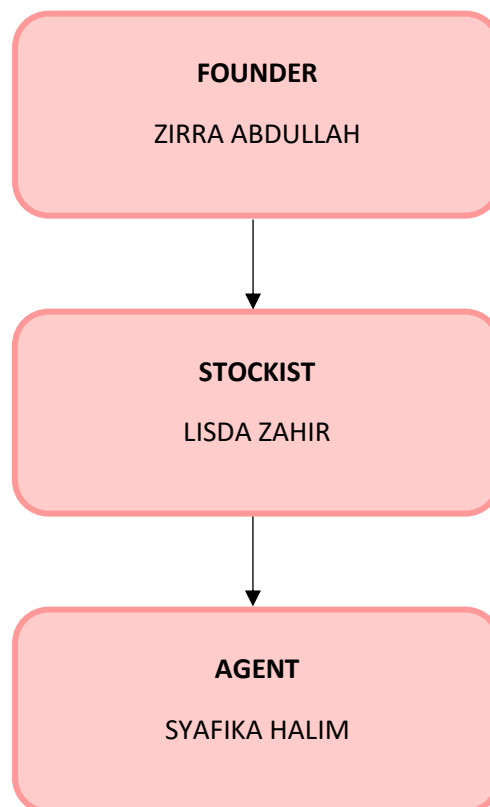 FOUNDER
ZIRRA ABDULLAH
STOCKIST
LISDA ZAHIR
AGENT
SYAFIKA HALIM